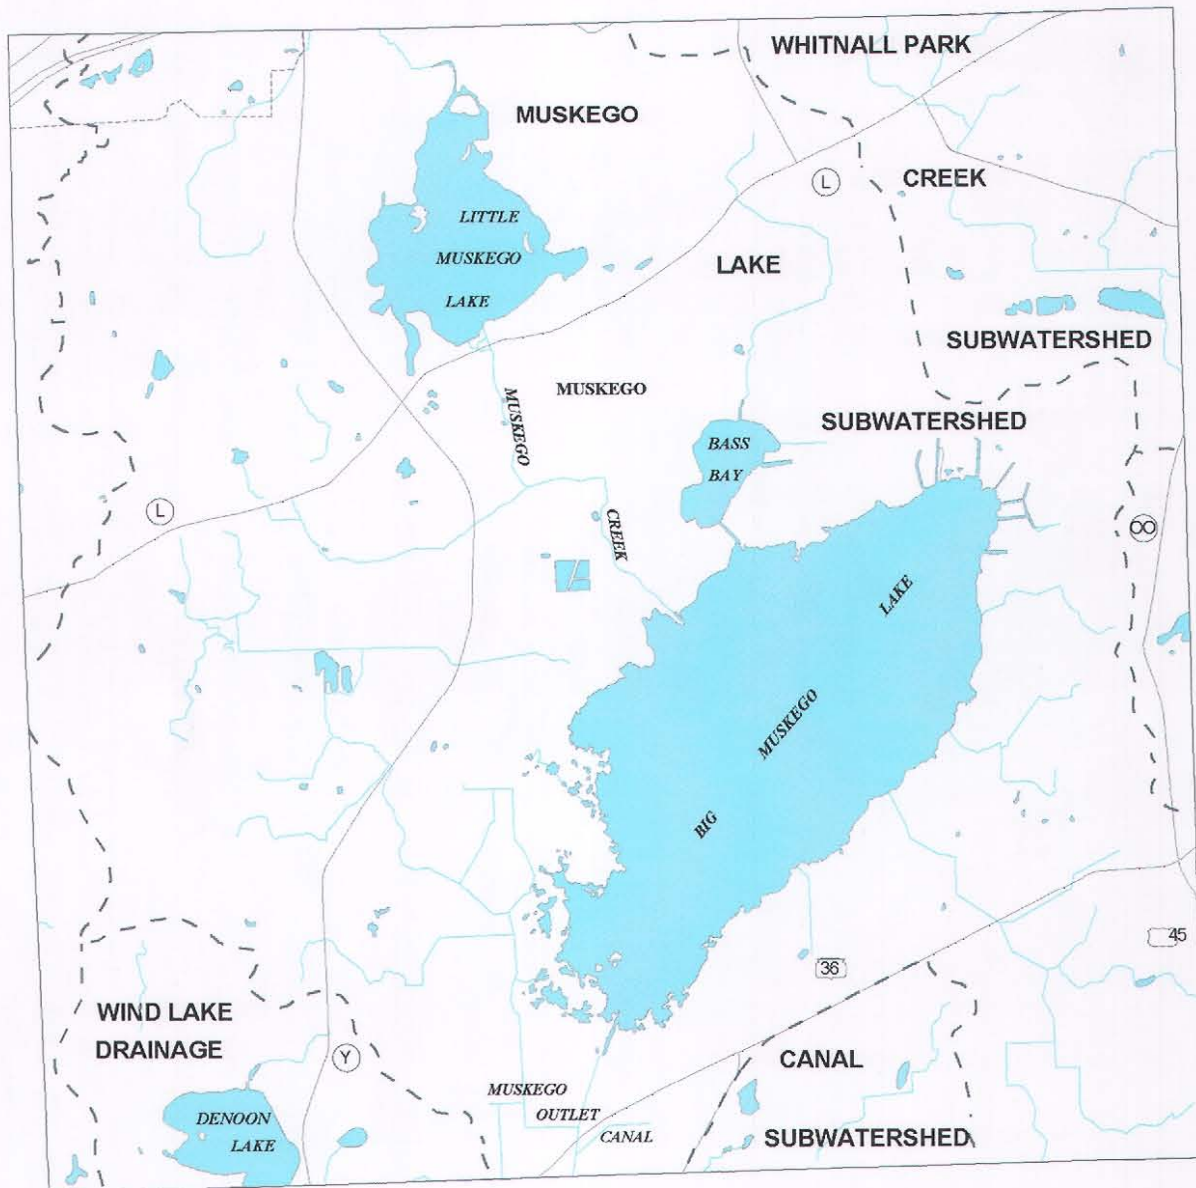 WHITNALL PARK
MUSKEGO
L
CREEK
LITTLE
MUSKEGO
LAKE
LAKE
SUBWATERSHED
MUSKEGO
MUSKEGO
SUBWATERSHED
BASS
BAY
L
CREEK
OO
LAKE
MUSKEGO
BIG
45
36
WIND LAKE
DRAINAGE
Y
CANAL
MUSKEGO
OUTLET
CANAL
SUBWATERSHED
DENOON
LAKE